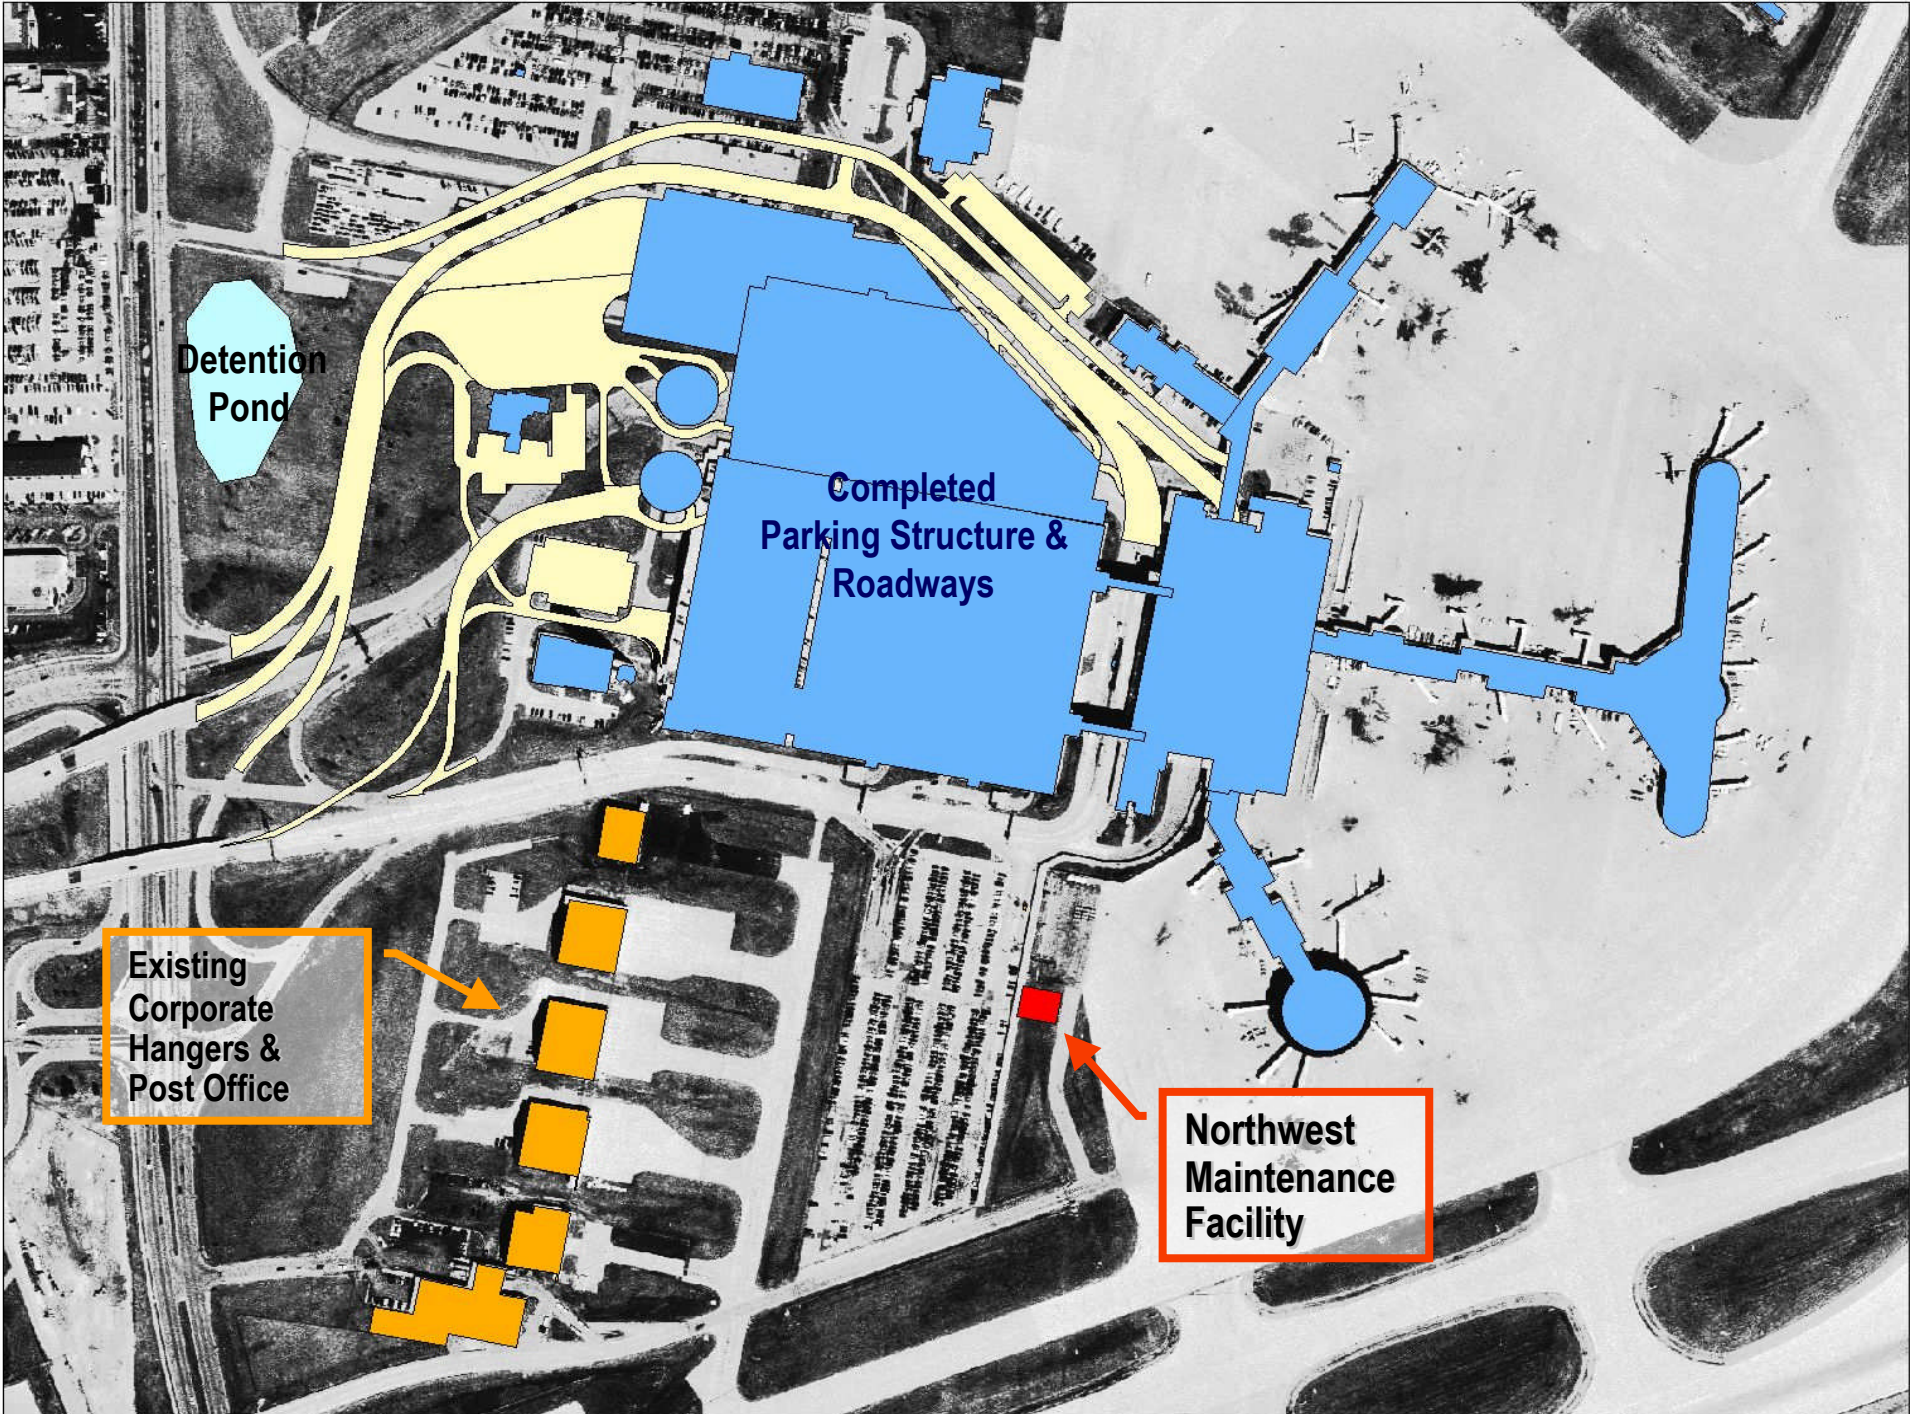 Detention
Pond
Completed
Parking Structure &
Roadways
Existing
Corporate
Hangers &
Post Office
Northwest
Maintenance
Facility